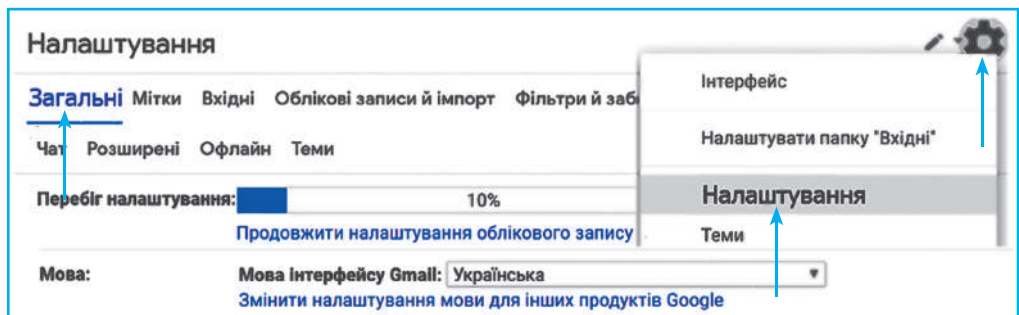 Налаштування
Загальні Мітки Вхідні Облікові записи й імпорт Фільтри й заб
Чат Розширені Офлайн Теми
Перебіг налаштування: 10%
Продовжити налаштування облікового запису
Мова: Мова інтерфейсу Gmail: Українська
Змінити налаштування мови для інших продуктів Google
Інтерфейс
Налаштувати папку "Вхідні"
Налаштування
Теми